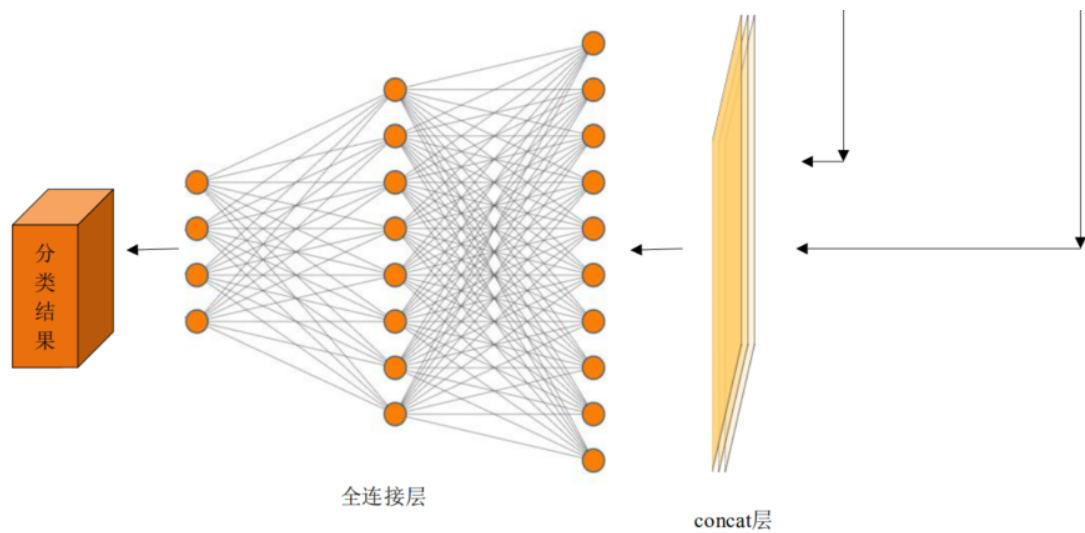 分
类
结
果
全连接层
concat层